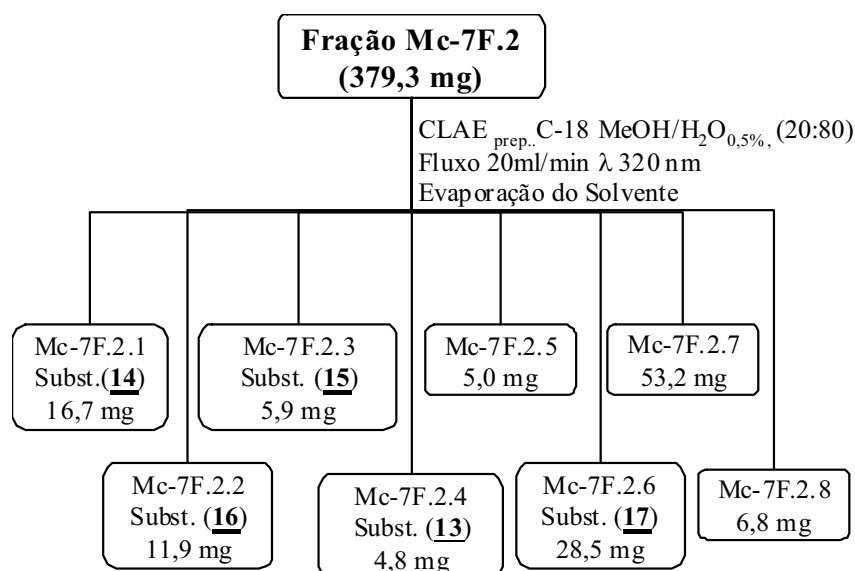 Fração Mc-7F.2
(379,3 mg)
CLAE prep.. C-18 MeOH/H2O0,5%, (20:80)
Fluxo 20ml/min λ 320 nm
Evaporação do Solvente
Mc-7F.2.1
Subst.(14)
16,7 mg
Mc-7F.2.3
Subst. (15)
5,9 mg
Mc-7F.2.5
5,0 mg
Mc-7F.2.7
53,2 mg
Mc-7F.2.2
Subst. (16)
11,9 mg
Mc-7F.2.4
Subst. (13)
4,8 mg
Mc-7F.2.6
Subst. (17)
28,5 mg
Mc-7F.2.8
6,8 mg